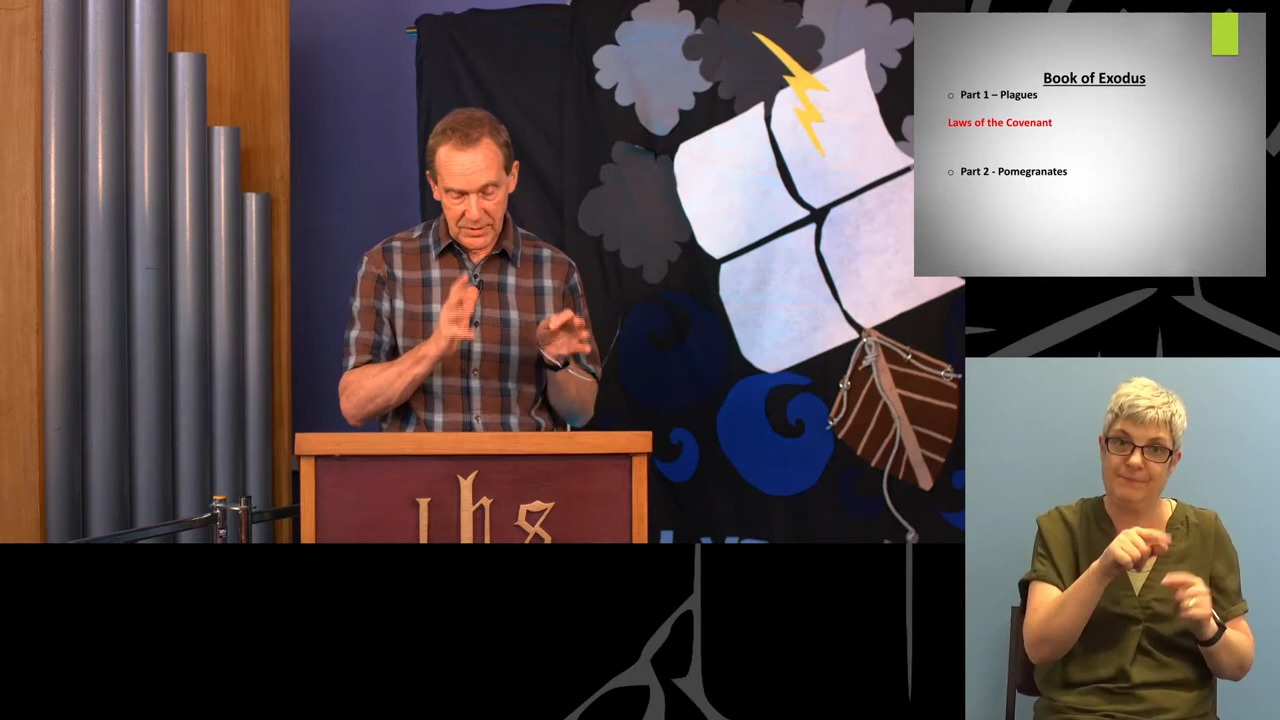 Book of Exodus
Part 1 – Plagues
Laws of the Covenant
Part 2 - Pomegranates
Ihs